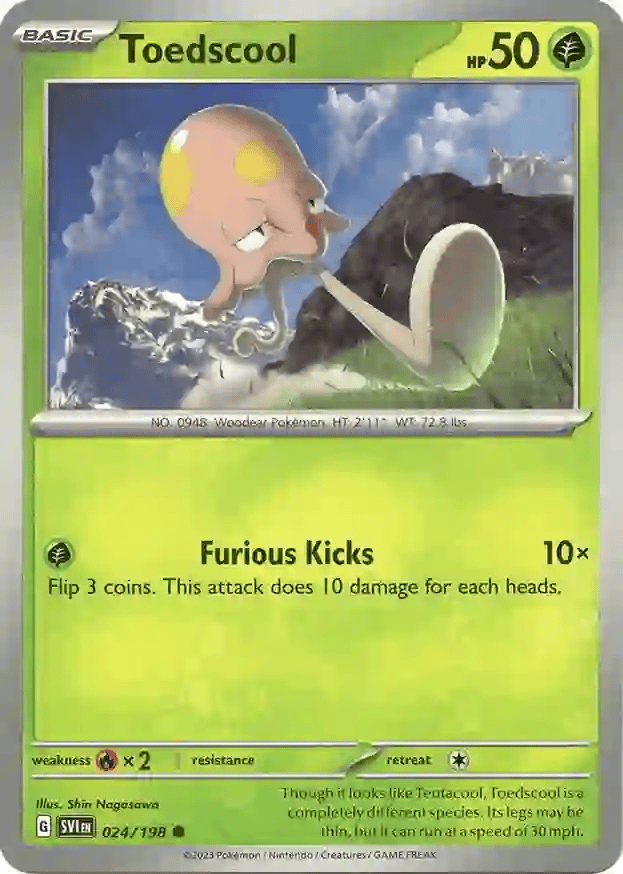 BASIC
Toedscool
HP 50
NO. 0948 Woodear Pokémon HT: 2'11" WT: 72.8 lbs
Furious Kicks 10×
Flip 3 coins. This attack does 10 damage for each heads.
weakness × 2 resistance retreat
Illus. Shin Nagasawa
Though it looks like Tentacool, Toedscool is a
completely different species. Its legs may be
thin, but it can run at a speed of 30 mph.
G SVI EN 024/198
©2023 Pokémon / Nintendo / Creatures / GAME FREAK